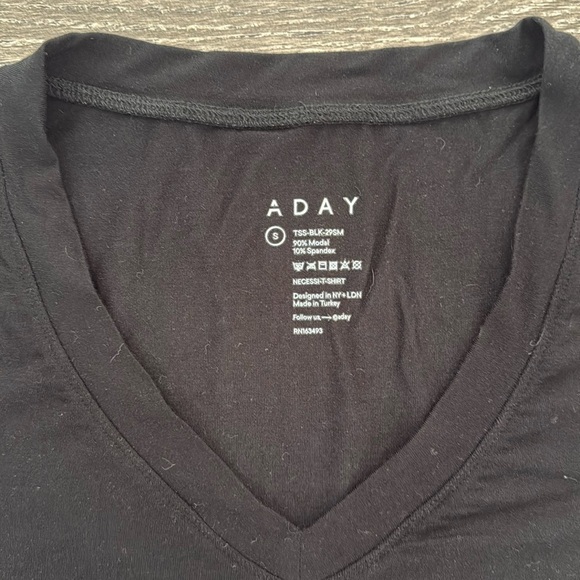 ADAY
S TSS-BLK-29SM
90% Modal
10% Spandex
NECESSI-T-SHIRT
Designed in NY+LDN
Made in Turkey
Follow us → @aday
RN163493